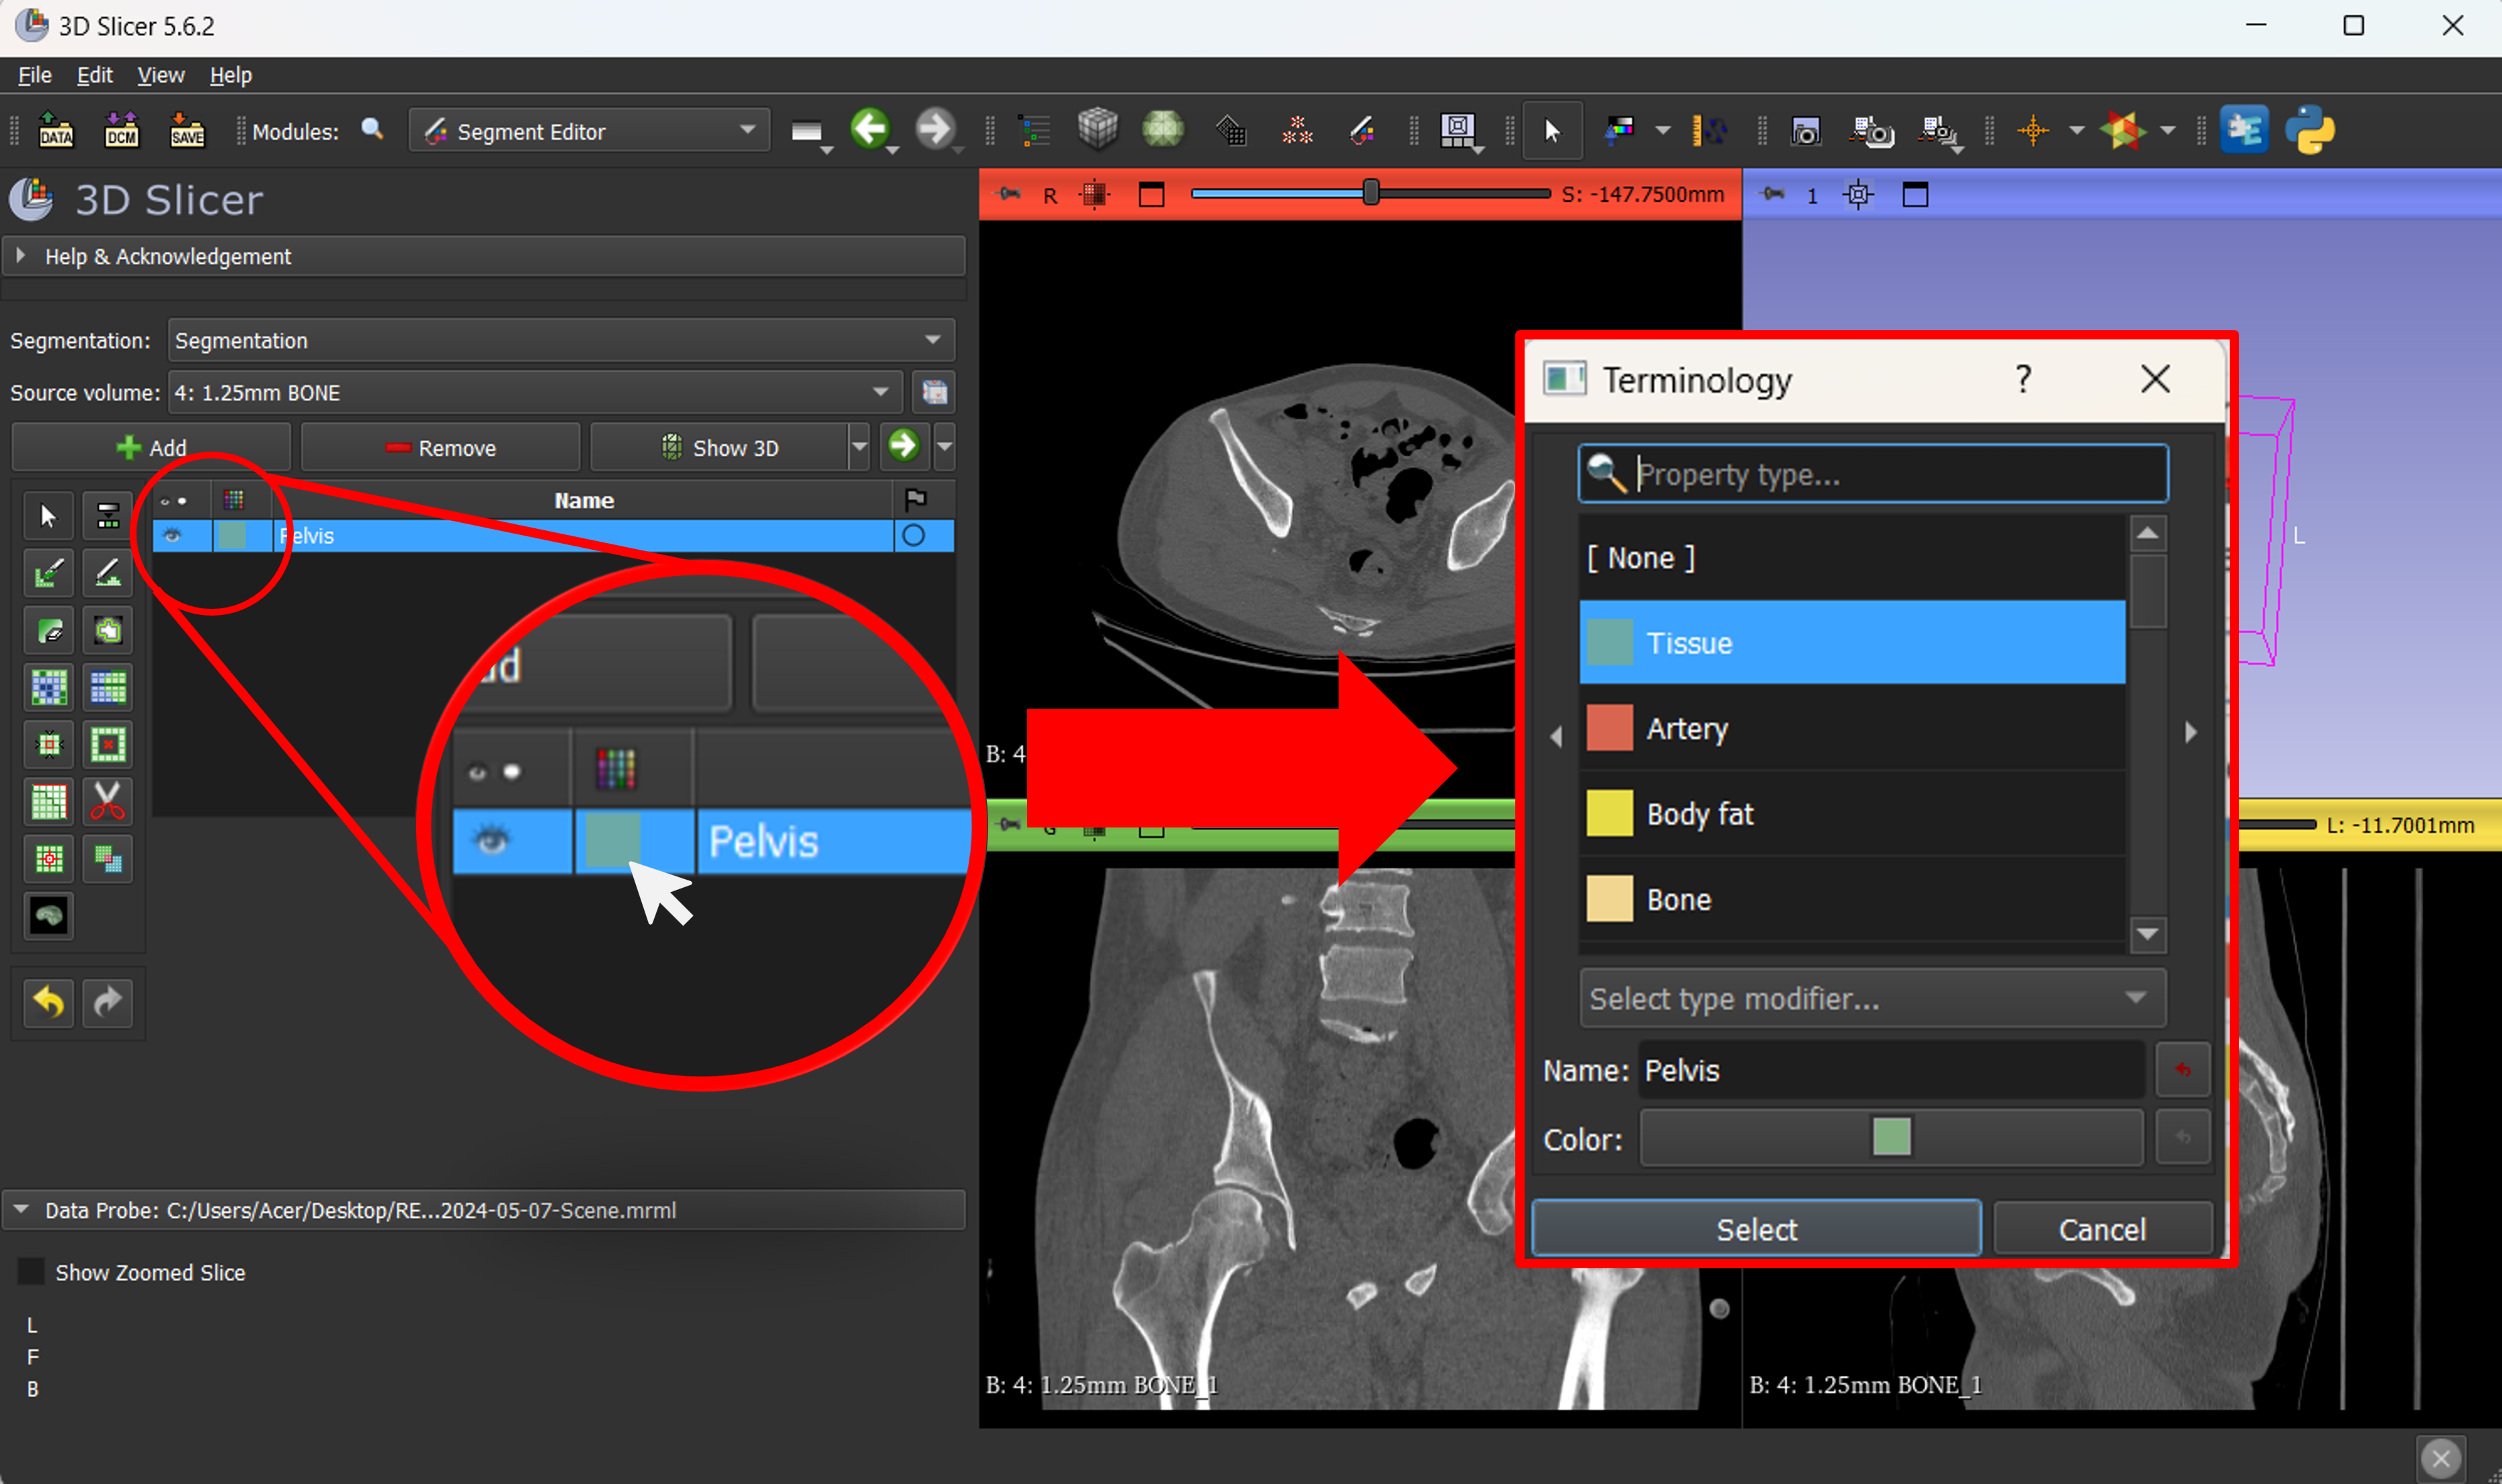 3D Slicer 5.6.2
File Edit View Help
DATA DCM SAVE Modules: Segment Editor
3D Slicer
Help & Acknowledgement
Segmentation: Segmentation
Source volume: 4: 1.25mm BONE
Add Remove Show 3D
Name
Pelvis
Pelvis
R S: -147.7500mm
1
L
B: 4
G
L: -11.7001mm
Terminology ?
Property type...
[ None ]
Tissue
Artery
Body fat
Bone
Select type modifier...
Name: Pelvis
Color:
Select Cancel
Data Probe: C:/Users/Acer/Desktop/RE...2024-05-07-Scene.mrml
Show Zoomed Slice
L
F
B
B: 4: 1.25mm BONE_1
B: 4: 1.25mm BONE_1